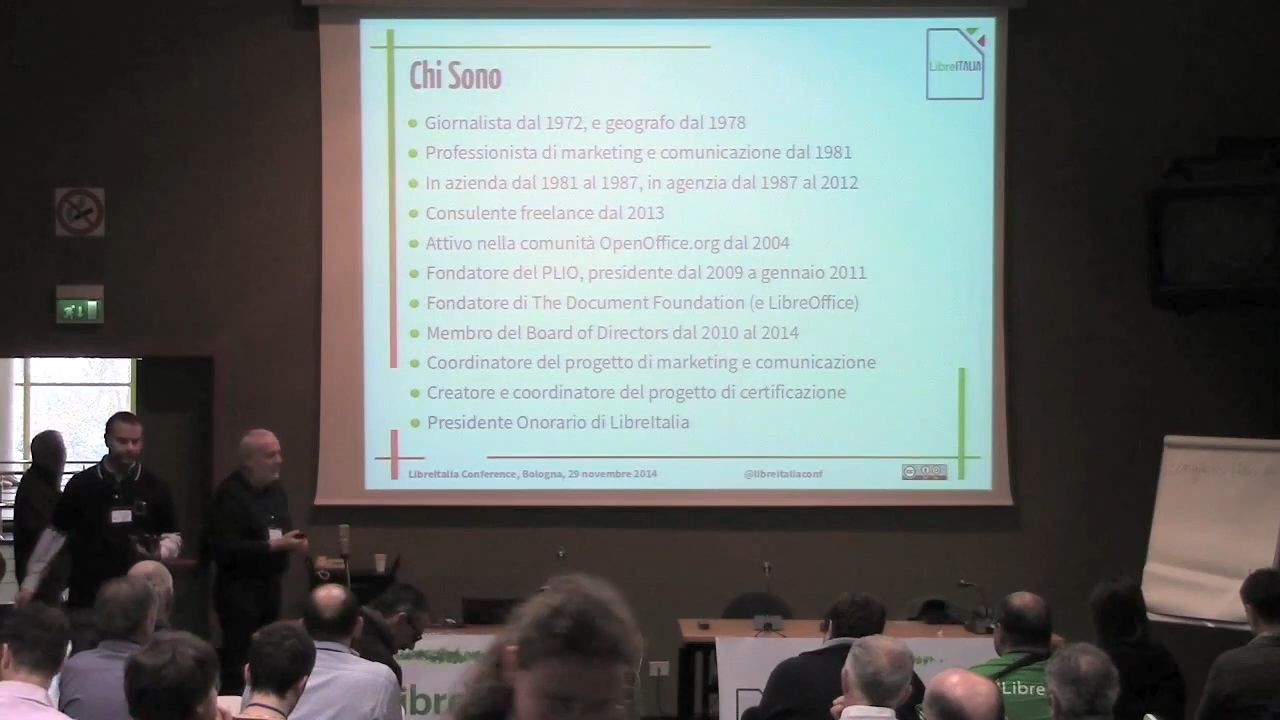 LibreITALIA
Chi Sono
Giornalista dal 1972, e geografo dal 1978
Professionista di marketing e comunicazione dal 1981
In azienda dal 1981 al 1987, in agenzia dal 1987 al 2012
Consulente freelance dal 2013
Attivo nella comunità OpenOffice.org dal 2004
Fondatore del PLIO, presidente dal 2009 a gennaio 2011
Fondatore di The Document Foundation (e LibreOffice)
Membro del Board of Directors dal 2010 al 2014
Coordinatore del progetto di marketing e comunicazione
Creatore e coordinatore del progetto di certificazione
Presidente Onorario di LibreItalia
LibreItalia Conference, Bologna, 29 novembre 2014 @libreitaliaconf
Libre